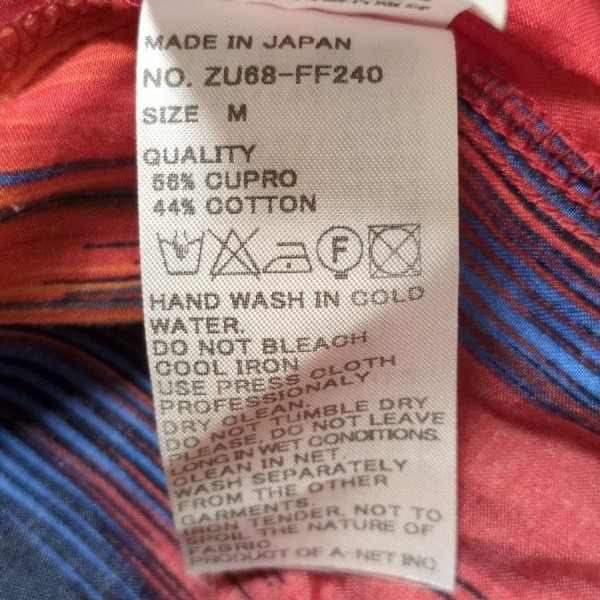 MADE IN JAPAN
NO. ZU68-FF240
SIZE M
QUALITY
56% CUPRO
44% COTTON
F
HAND WASH IN COLD
WATER.
DO NOT BLEACH
COOL IRON
USE PRESS CLOTH
PROFESSIONALY
DRY CLEAN.
DO NOT TUMBLE DRY
PLEASE, DO NOT LEAVE
LONG IN WET CONDITIONS.
CLEAN IN NET.
WASH SEPARATELY
FROM THE OTHER
GARMENTS.
IRON TENDER, NOT TO
SPOIL THE NATURE OF
FABRIC.
PRODUCT OF A-NET INC